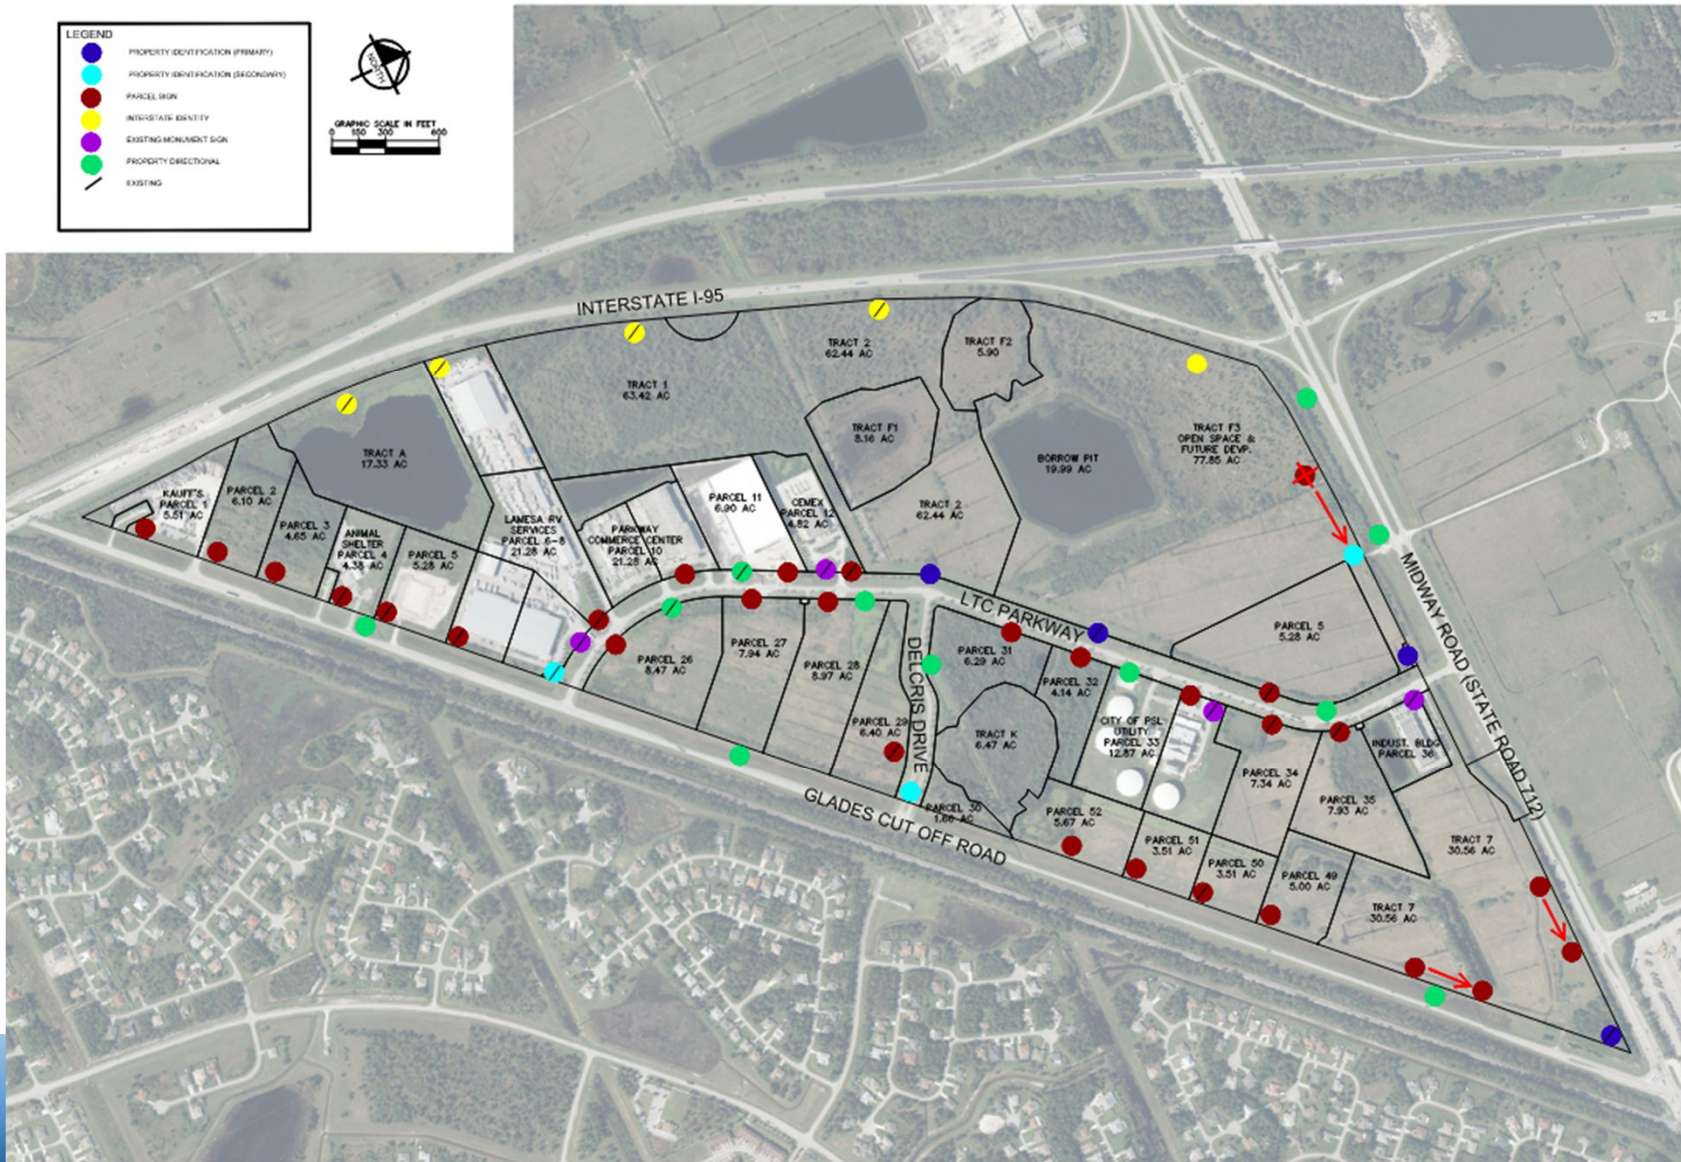 LEGEND
PROPERTY IDENTIFICATION (PRIMARY)
PROPERTY IDENTIFICATION (SECONDARY)
PARCEL SIGN
INTERSTATE IDENTITY
EXISTING MONUMENT SIGN
PROPERTY DIRECTIONAL
EXISTING
NORTH
GRAPHIC SCALE IN FEET
0 150 300 600
INTERSTATE I-95
TRACT 2
62.44 AC
TRACT F2
5.90
TRACT 1
63.42 AC
TRACT F1
8.16 AC
TRACT F3
OPEN SPACE &
FUTURE DEVP.
77.85 AC
TRACT A
17.33 AC
BORROW PIT
19.99 AC
KAUFF'S
PARCEL 1
5.51 AC
PARCEL 2
6.10 AC
PARCEL 3
4.65 AC
ANIMAL
SHELTER
PARCEL 4
4.38 AC
PARCEL 5
5.28 AC
LAMESA RV
SERVICES
PARCEL 6-8
21.28 AC
PARKWAY
COMMERCE CENTER
PARCEL 10
21.28 AC
PARCEL 11
6.90 AC
CEMEX
PARCEL 12
4.82 AC
TRACT 2
62.44 AC
LTC PARKWAY
MIDWAY ROAD (STATE ROAD 712)
PARCEL 5
5.28 AC
PARCEL 26
8.47 AC
PARCEL 27
7.94 AC
PARCEL 28
8.97 AC
PARCEL 29
6.40 AC
DELCRIS DRIVE
PARCEL 31
6.29 AC
PARCEL 32
4.14 AC
TRACT K
6.47 AC
CITY OF PSL
UTILITY
PARCEL 33
12.87 AC
INDUST. BLDG
PARCEL 36
PARCEL 34
7.34 AC
PARCEL 35
7.93 AC
PARCEL 30
1.66 AC
GLADES CUT OFF ROAD
PARCEL 52
5.67 AC
PARCEL 51
3.51 AC
PARCEL 50
3.51 AC
PARCEL 49
5.00 AC
TRACT 7
30.56 AC
TRACT 7
30.56 AC